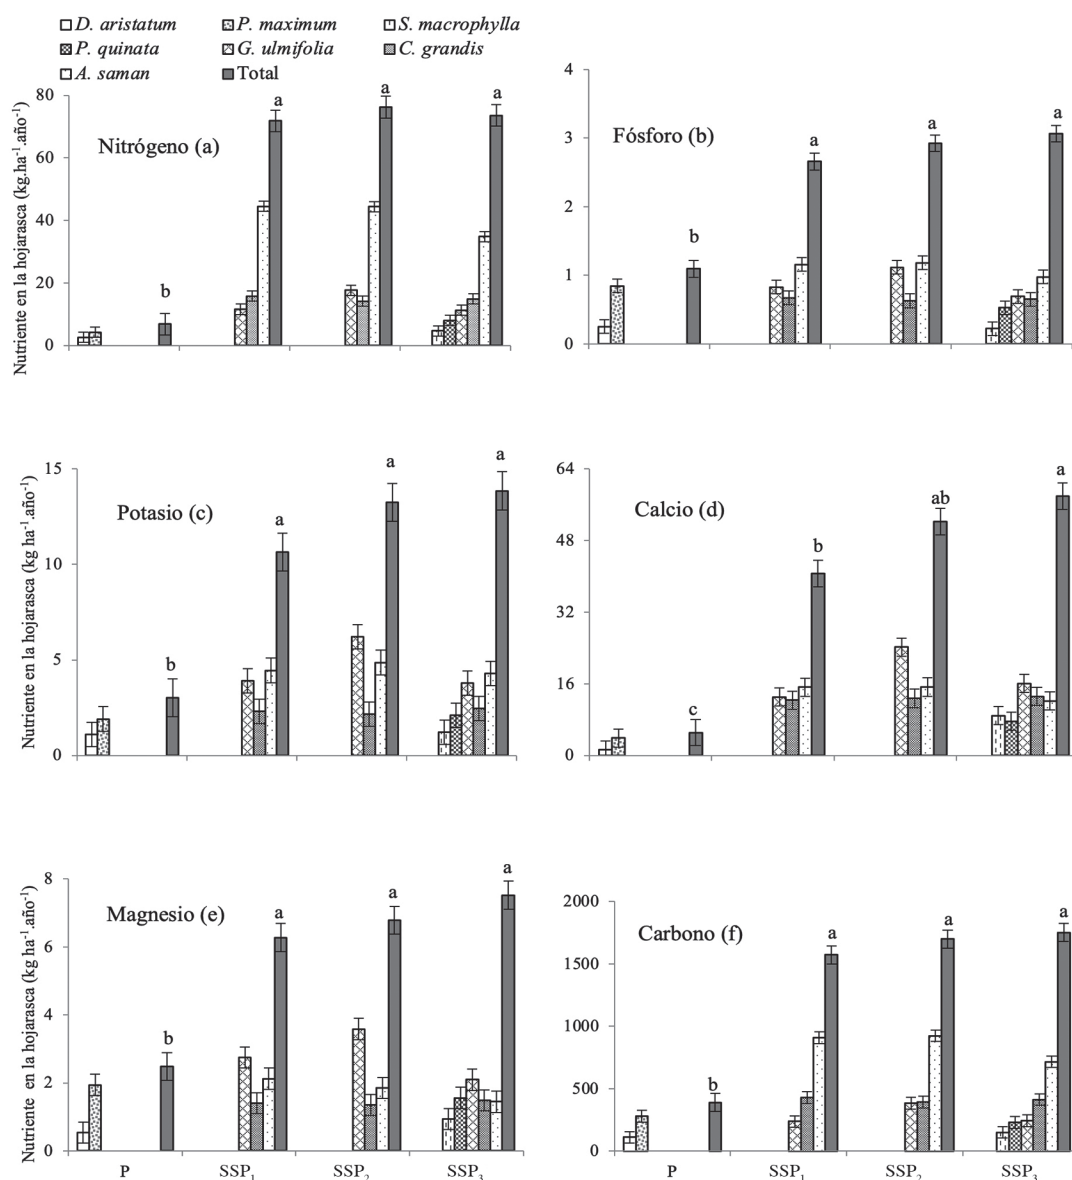 D. aristatum P. maximum S. macrophylla
P. quinata G. ulmifolia C. grandis
A. saman Total
Nutriente en la hojarasca (kg.ha⁻¹.año⁻¹)
80
60
40
20
0
Nitrógeno (a)
b
a
a
a
4
3
2
1
0
Fósforo (b)
b
a
a
a
Nutriente en la hojarasca (kg ha⁻¹.año⁻¹)
15
10
5
0
Potasio (c)
b
a
a
a
64
48
32
16
0
Calcio (d)
c
b
ab
a
Nutriente en la hojarasca (kg ha⁻¹.año⁻¹)
8
6
4
2
0
Magnesio (e)
b
a
a
a
P SSP₁ SSP₂ SSP₃
2000
1500
1000
500
0
Carbono (f)
b
a
a
a
P SSP₁ SSP₂ SSP₃